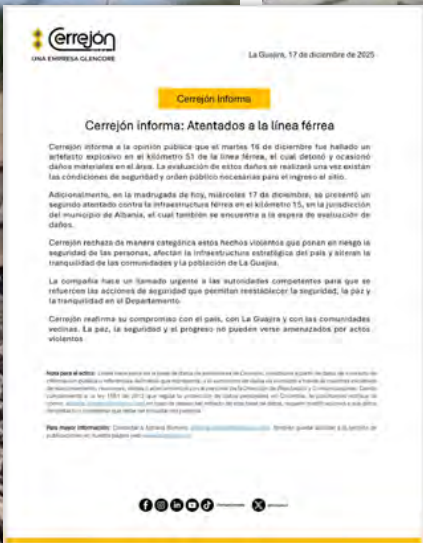 Cerrejón
UNA EMPRESA GLENCORE
La Guajira, 17 de diciembre de 2025
Cerrejón Informa
Cerrejón informa: Atentados a la línea férrea
Cerrejón informa a la opinión pública que el martes 16 de diciembre fue hallado un
artefacto explosivo en el kilómetro 51 de la línea férrea, el cual detonó y ocasionó
daños materiales en el área. La evaluación de estos daños se realizará una vez existan
las condiciones de seguridad y orden público necesarias para el ingreso al sitio.
Adicionalmente, en la madrugada de hoy, miércoles 17 de diciembre, se presentó un
segundo atentado contra la infraestructura férrea en el kilómetro 15, en la jurisdicción
del municipio de Albania, el cual también se encuentra a la espera de evaluación de
daños.
Cerrejón rechaza de manera categórica estos hechos violentos que ponen en riesgo la
seguridad de las personas, afectan la infraestructura estratégica del país y alteran la
tranquilidad de las comunidades y la población de La Guajira.
La compañía hace un llamado urgente a las autoridades competentes para que se
refuercen las acciones de seguridad que permitan reestablecer la seguridad, la paz y
la tranquilidad en el Departamento.
Cerrejón reafirma su compromiso con el país, con La Guajira y con las comunidades
vecinas. La paz, la seguridad y el progreso no pueden verse amenazados por actos
violentos
Nota para el editor:
Para mayor información: